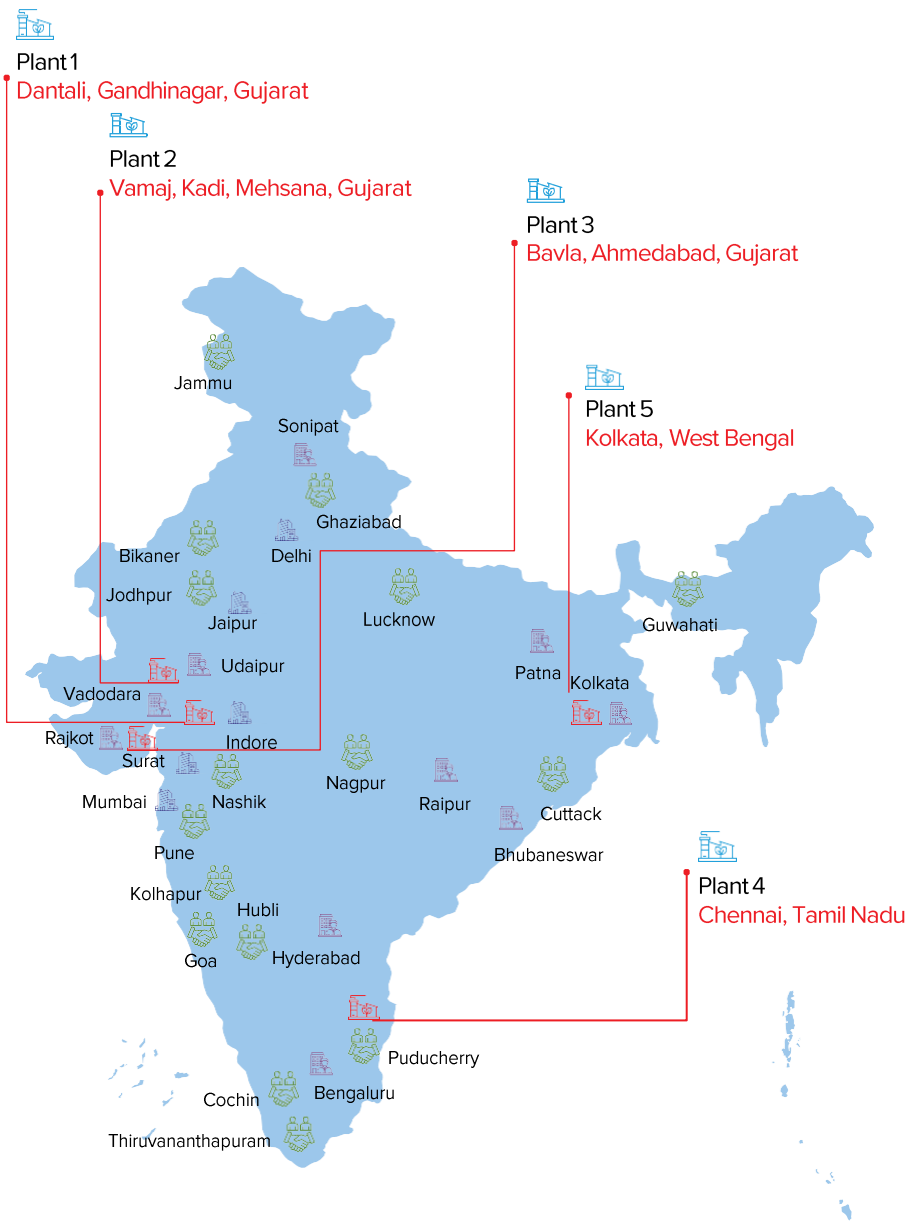 Plant 1
Dantali, Gandhinagar, Gujarat
Plant 2
Vamaj, Kadi, Mehsana, Gujarat
Plant 3
Bavla, Ahmedabad, Gujarat
Jammu
Plant 5
Kolkata, West Bengal
Sonipat
Ghaziabad
Bikaner
Delhi
Jodhpur
Jaipur
Lucknow
Guwahati
Udaipur
Patna
Kolkata
Vadodara
Rajkot
Indore
Surat
Nagpur
Mumbai
Nashik
Raipur
Cuttack
Pune
Bhubaneswar
Plant 4
Chennai, Tamil Nadu
Kolhapur
Hubli
Goa
Hyderabad
Puducherry
Bengaluru
Cochin
Thiruvananthapuram